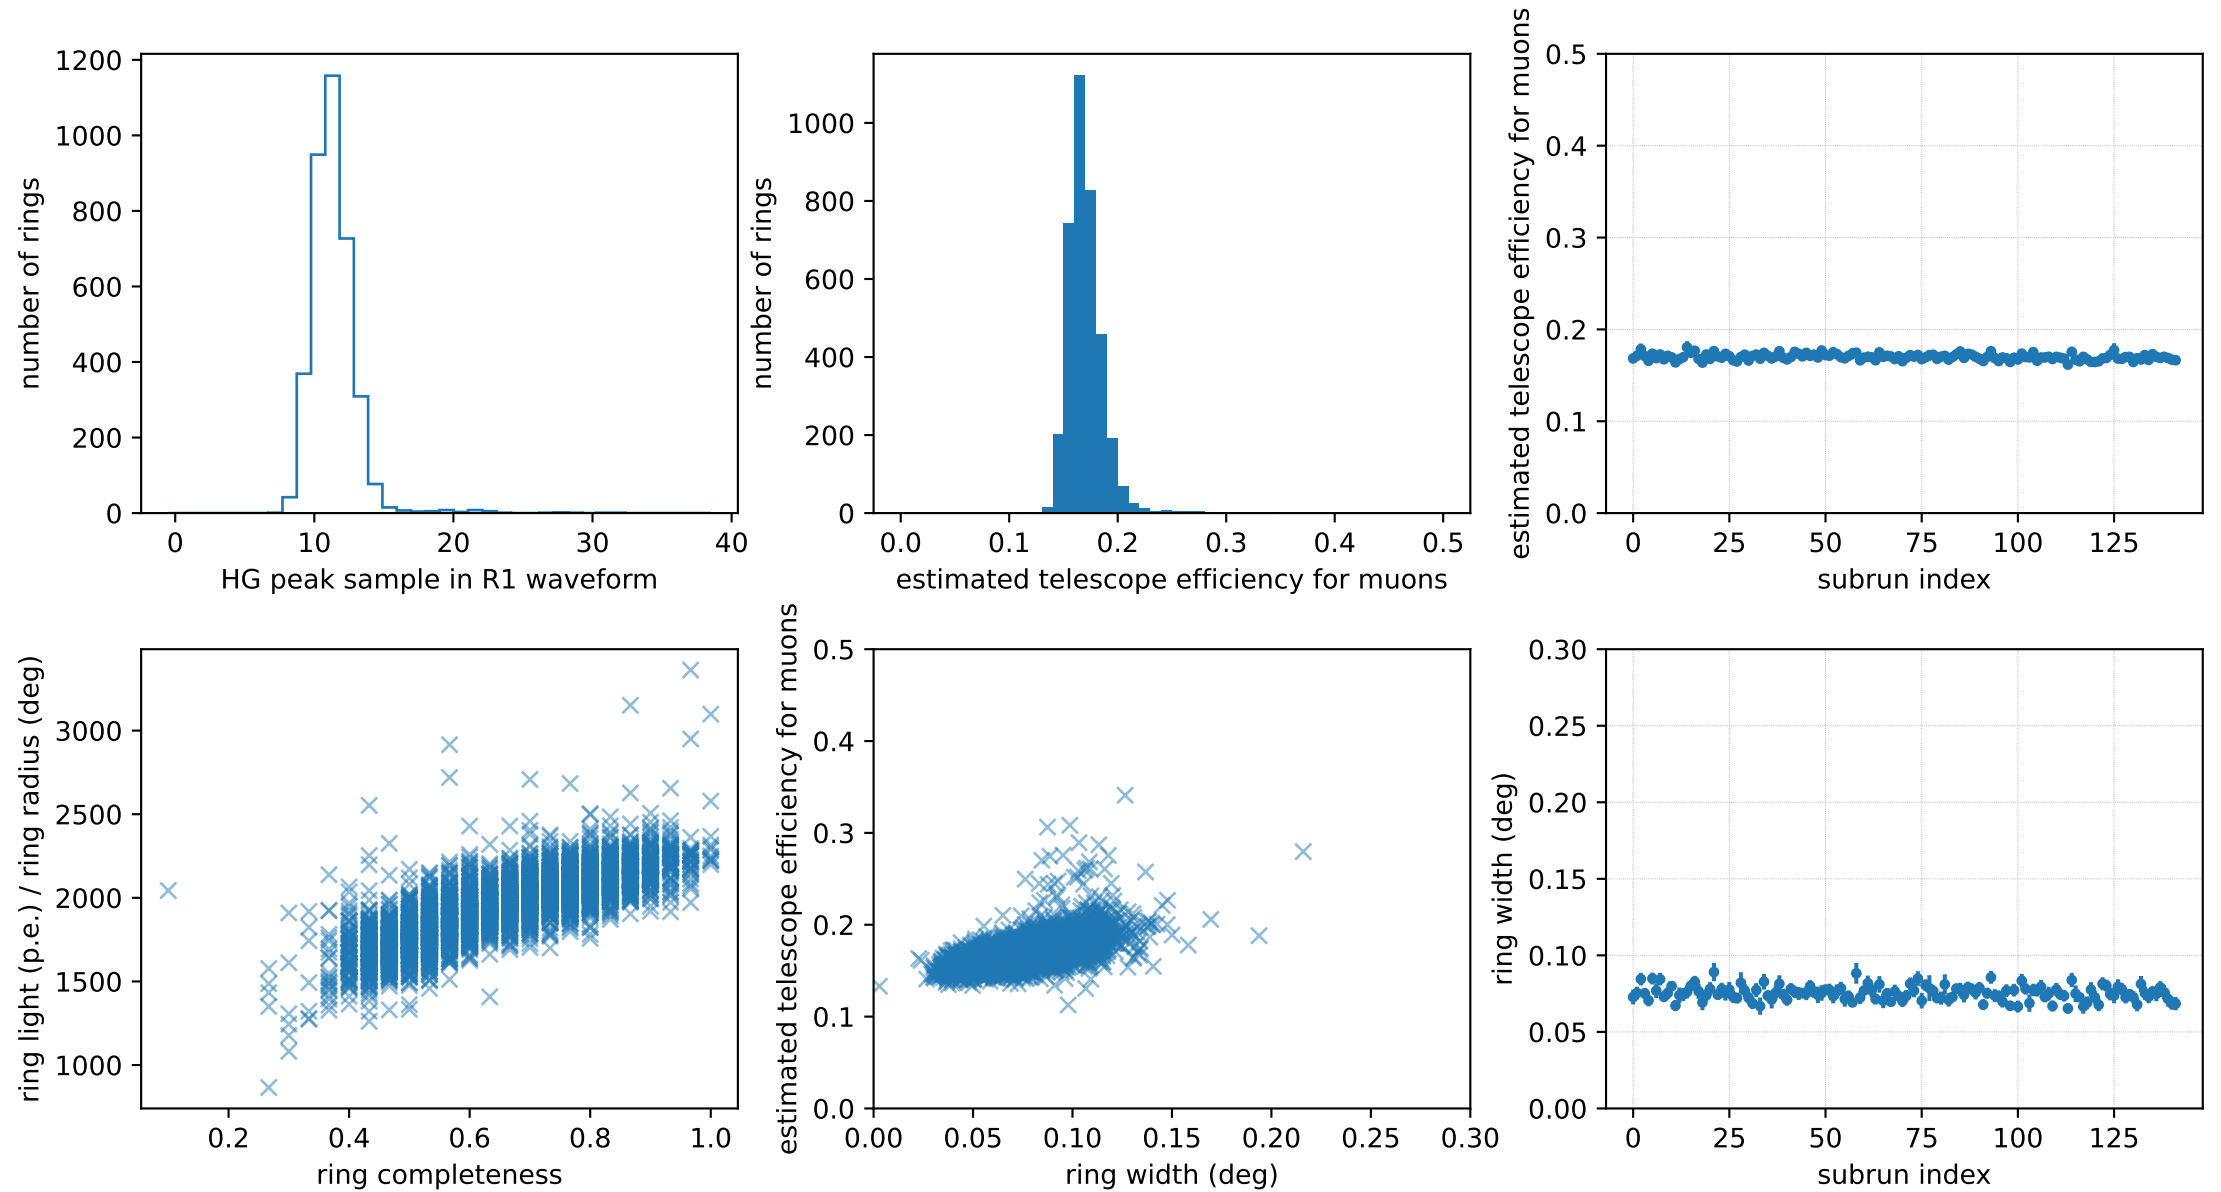 1200
1000
800
600
400
200
0
number of rings
0 10 20 30 40
HG peak sample in R1 waveform
1000
800
600
400
200
0
number of rings
0.0 0.1 0.2 0.3 0.4 0.5
estimated telescope efficiency for muons
0.5
0.4
0.3
0.2
0.1
0.0
estimated telescope efficiency for muons
0 25 50 75 100 125
subrun index
3000
2500
2000
1500
1000
ring light (p.e.) / ring radius (deg)
0.2 0.4 0.6 0.8 1.0
ring completeness
0.5
0.4
0.3
0.2
0.1
0.0
estimated telescope efficiency for muons
0.00 0.05 0.10 0.15 0.20 0.25 0.30
ring width (deg)
0.30
0.25
0.20
0.15
0.10
0.05
0.00
ring width (deg)
0 25 50 75 100 125
subrun index